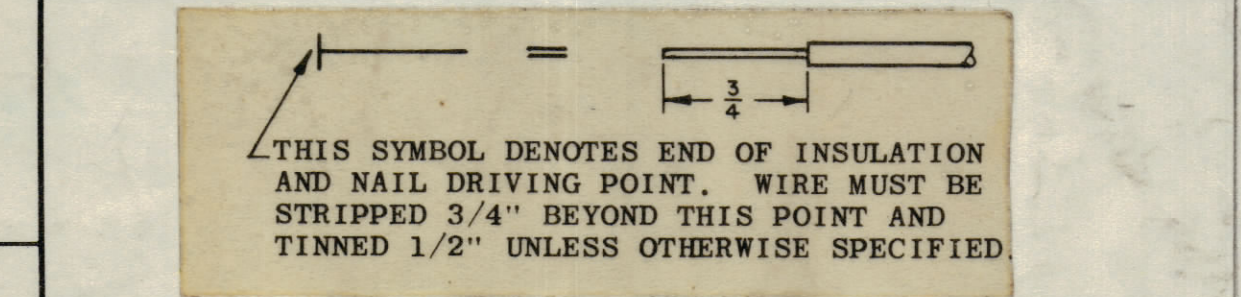 =
3/4
THIS SYMBOL DENOTES END OF INSULATION
AND NAIL DRIVING POINT. WIRE MUST BE
STRIPPED 3/4" BEYOND THIS POINT AND
TINNED 1/2" UNLESS OTHERWISE SPECIFIED.